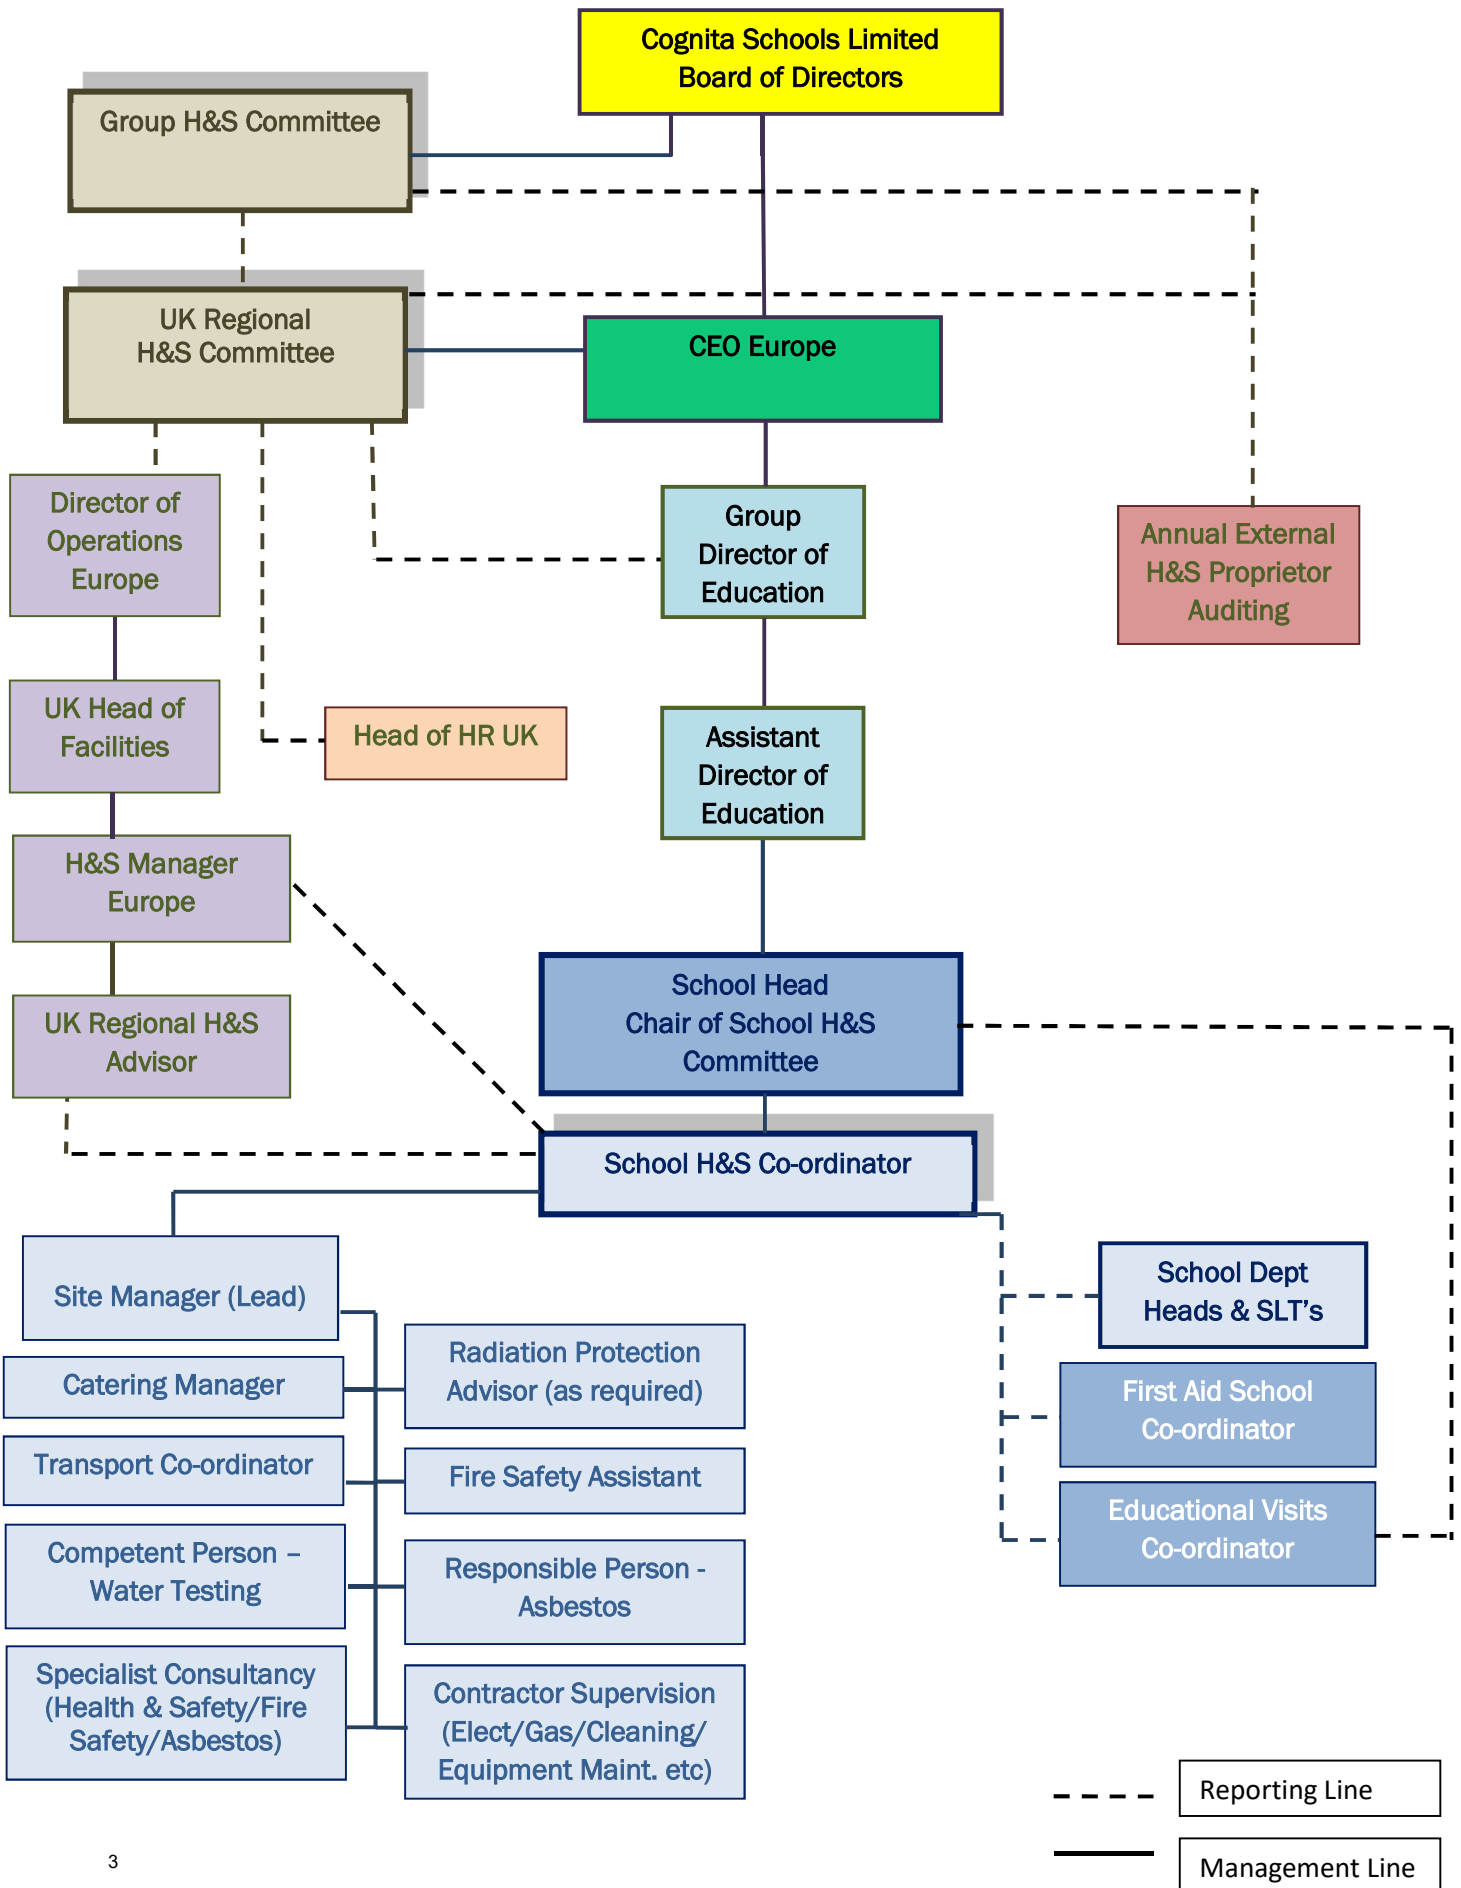 Cognita Schools Limited
Board of Directors
Group H&S Committee
UK Regional
H&S Committee
CEO Europe
Director of
Operations
Europe
Group
Director of
Education
Annual External
H&S Proprietor
Auditing
UK Head of
Facilities
Head of HR UK
Assistant
Director of
Education
H&S Manager
Europe
School Head
Chair of School H&S
Committee
UK Regional H&S
Advisor
School H&S Co-ordinator
Site Manager (Lead)
School Dept
Heads & SLT’s
Radiation Protection
Advisor (as required)
Catering Manager
First Aid School
Co-ordinator
Transport Co-ordinator
Fire Safety Assistant
Educational Visits
Co-ordinator
Competent Person –
Water Testing
Responsible Person -
Asbestos
Specialist Consultancy
(Health & Safety/Fire
Safety/Asbestos)
Contractor Supervision
(Elect/Gas/Cleaning/
Equipment Maint. etc)
Reporting Line
Management Line
3